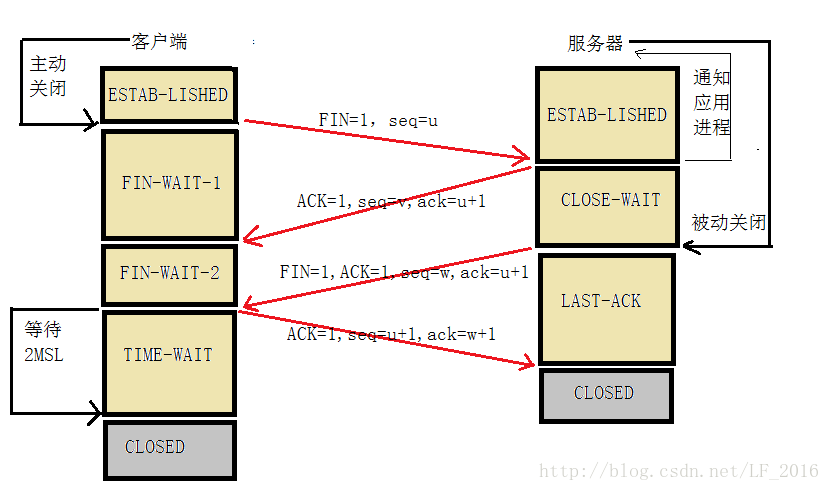 客户端
服务器
主动
关闭
ESTAB-LISHED
ESTAB-LISHED
通知
应用
进程
FIN=1, seq=u
FIN-WAIT-1
ACK=1,seq=v,ack=u+1
CLOSE-WAIT
被动关闭
FIN-WAIT-2
FIN=1,ACK=1,seq=w,ack=u+1
LAST-ACK
等待
2MSL
TIME-WAIT
ACK=1,seq=u+1,ack=w+1
CLOSED
CLOSED
http://blog.csdn.net/LF_2016